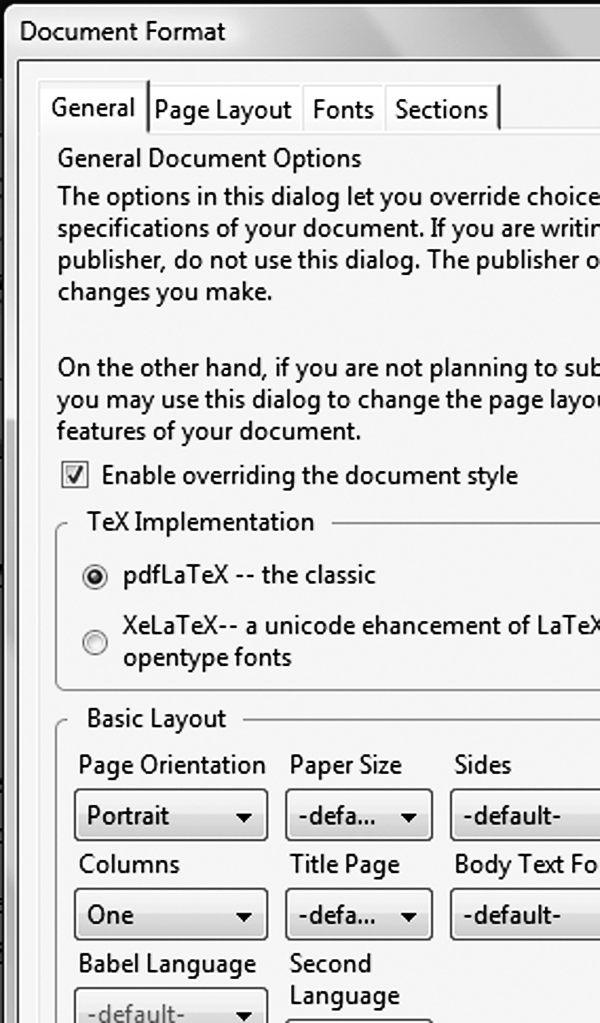 Document Format
General Page Layout Fonts Sections
General Document Options
The options in this dialog let you override choice
specifications of your document. If you are writin
publisher, do not use this dialog. The publisher o
changes you make.
On the other hand, if you are not planning to sub
you may use this dialog to change the page layou
features of your document.
Enable overriding the document style
TeX Implementation
pdfLaTeX -- the classic
XeLaTeX-- a unicode ehancement of LaTeX
opentype fonts
Basic Layout
Page Orientation Paper Size Sides
Portrait -defa... -default-
Columns Title Page Body Text Fo
One -defa... -default-
Babel Language Second
Language
-default-